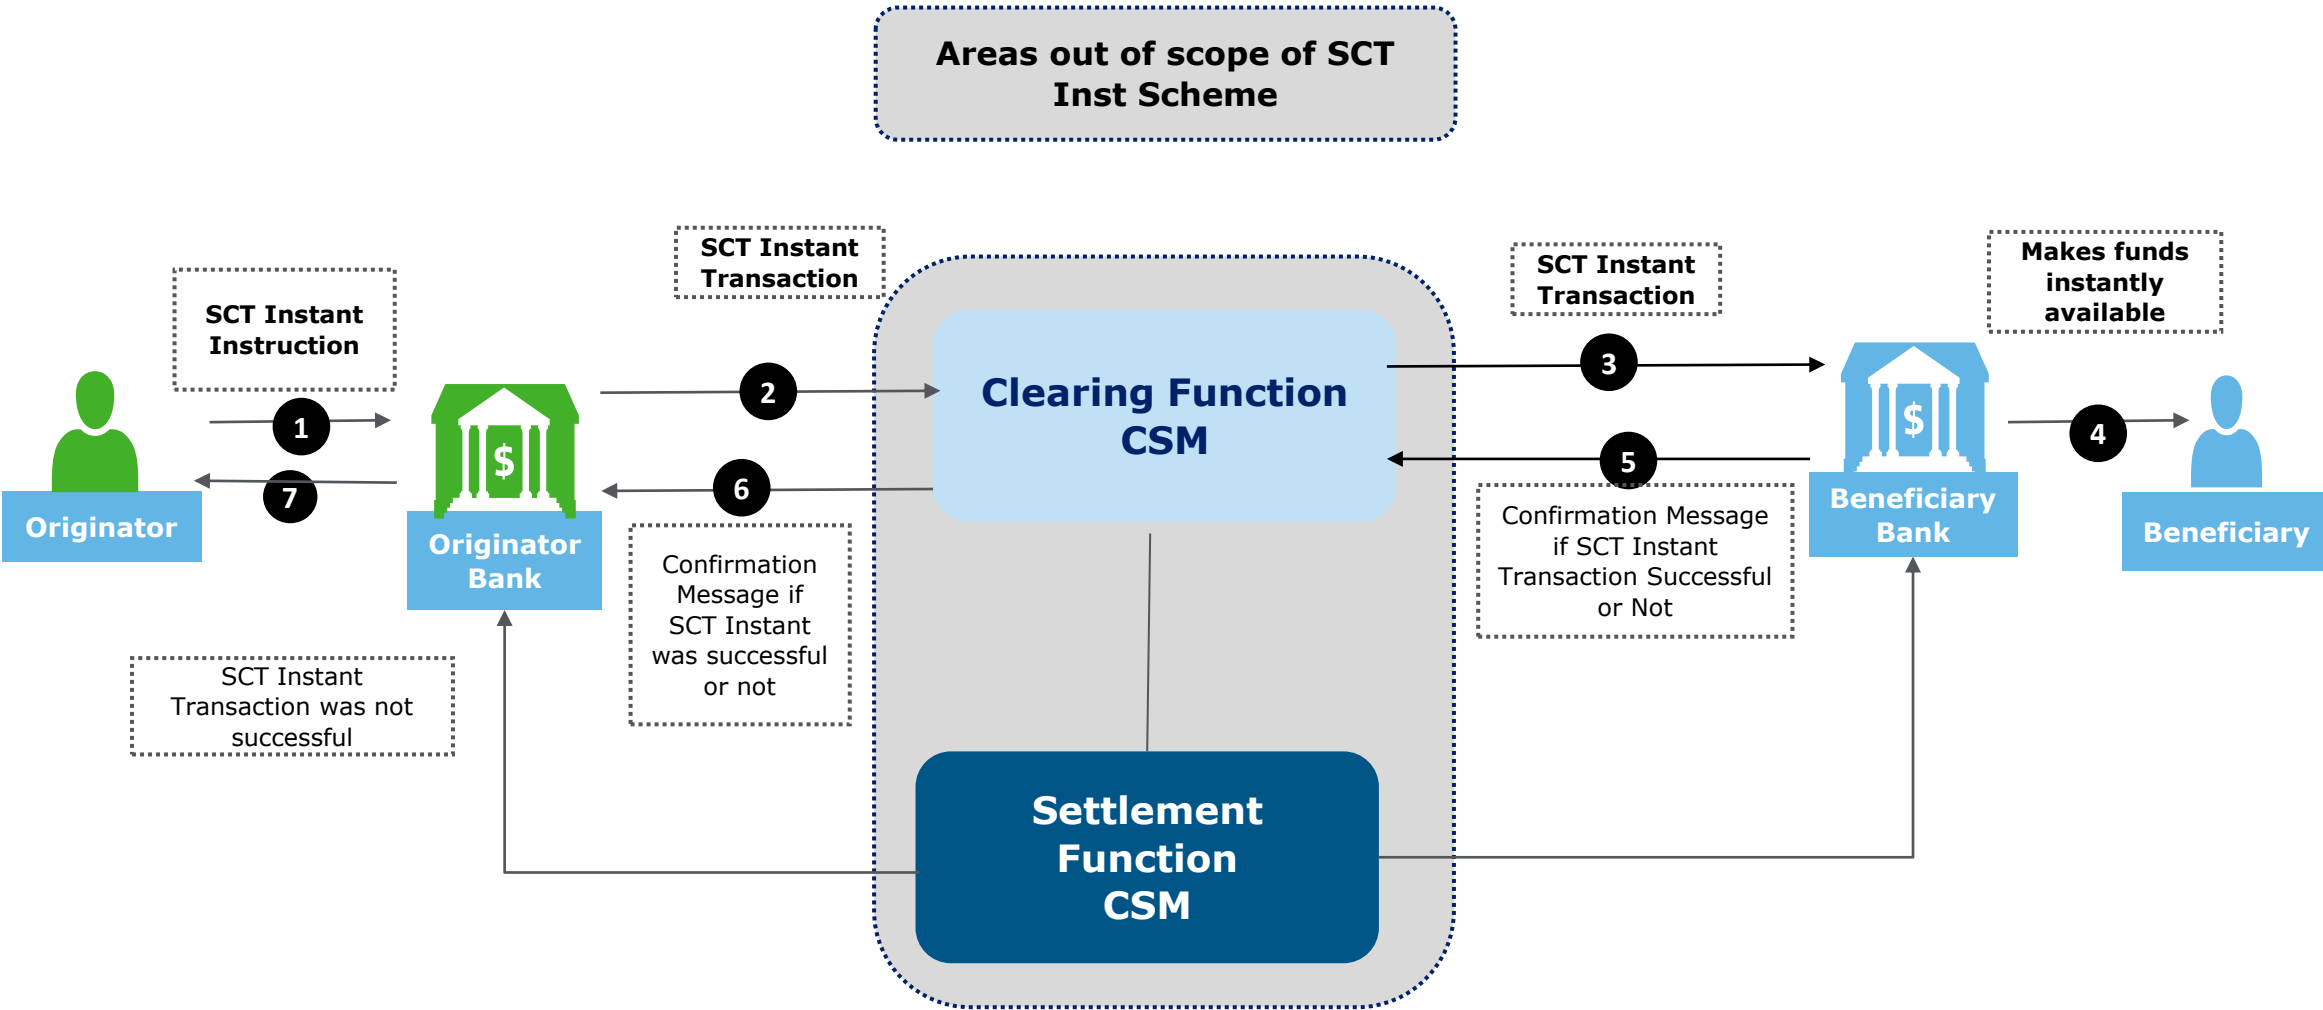 Areas out of scope of SCT
Inst Scheme
SCT Instant
Instruction
SCT Instant
Transaction
SCT Instant
Transaction
Makes funds
instantly
available
1
2
3
4
5
6
7
$
$
Clearing Function
CSM
Originator
Originator
Bank
Beneficiary
Bank
Beneficiary
Confirmation
Message if
SCT Instant
was successful
or not
Confirmation Message
if SCT Instant
Transaction Successful
or Not
SCT Instant
Transaction was not
successful
Settlement
Function
CSM